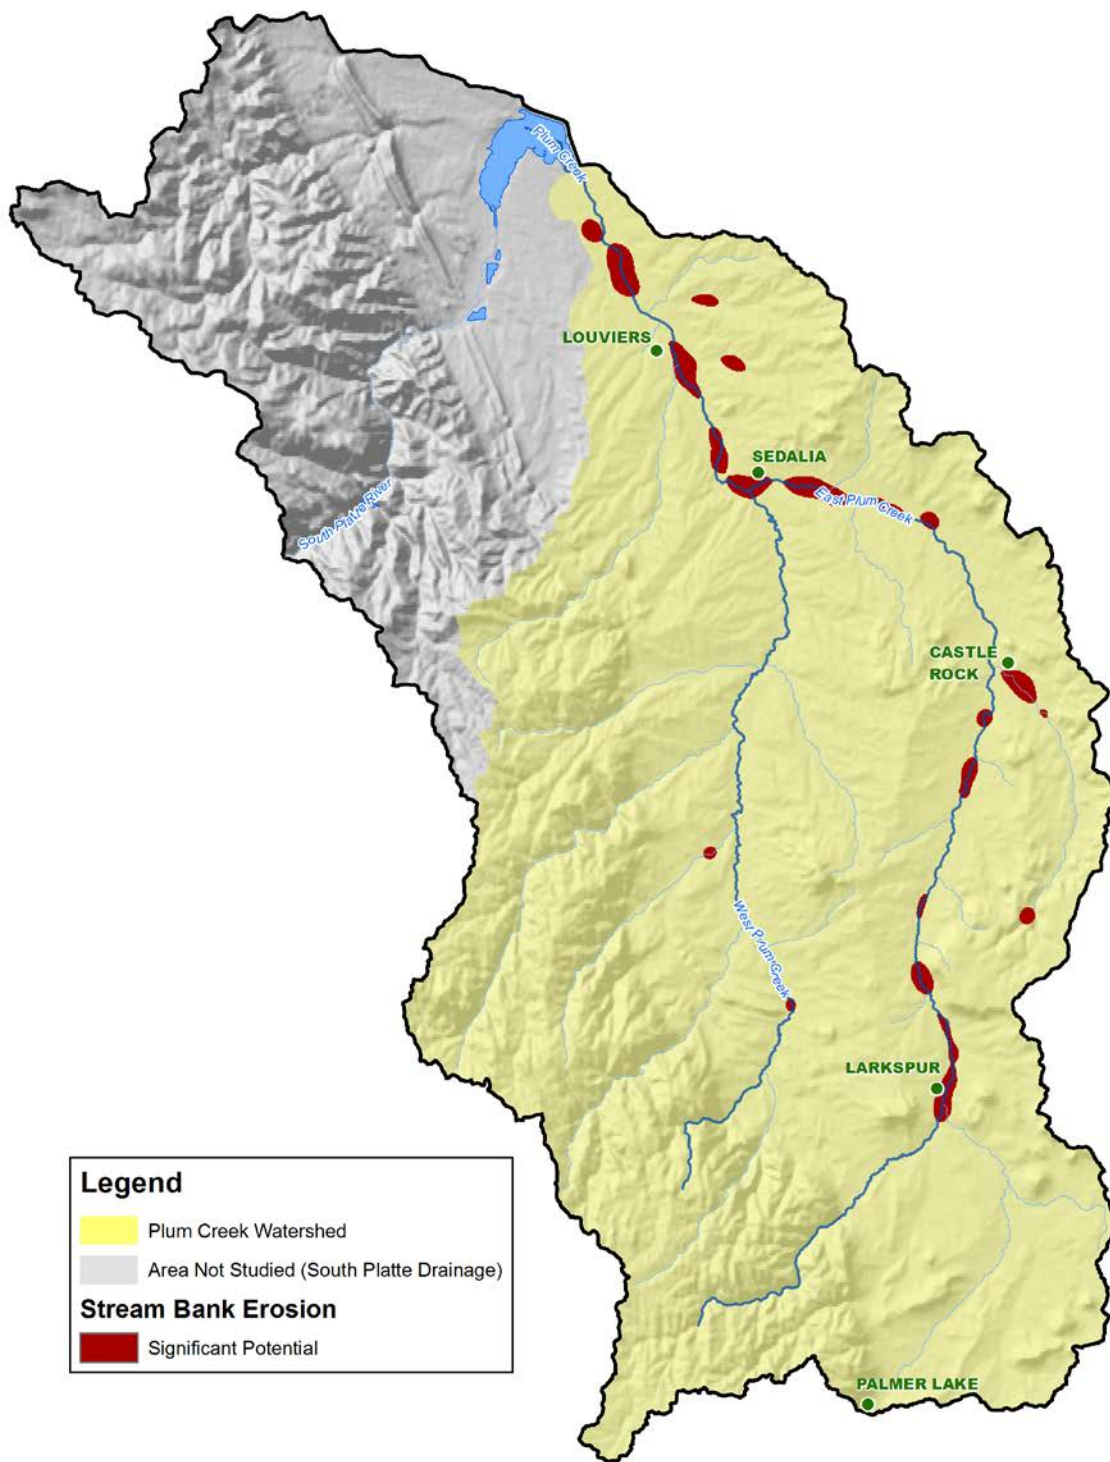 Plum Creek
LOUVIERS
SEDALIA
East Plum Creek
South Platte River
CASTLE
ROCK
West Plum Creek
LARKSPUR
Legend
Plum Creek Watershed
Area Not Studied (South Platte Drainage)
Stream Bank Erosion
Significant Potential
PALMER LAKE